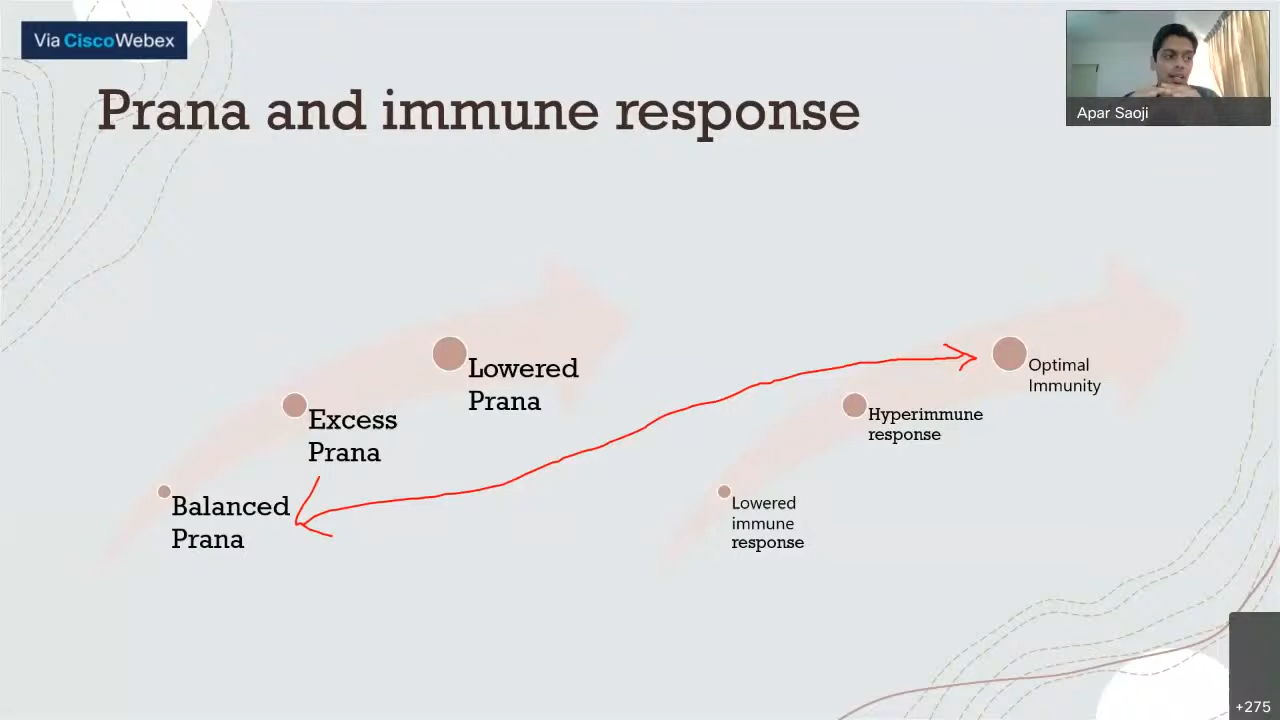 Via CiscoWebex
Prana and immune response
Apar Saoji
Lowered
Prana
Excess
Prana
Balanced
Prana
Optimal
Immunity
Hyperimmune
response
Lowered
immune
response
+275